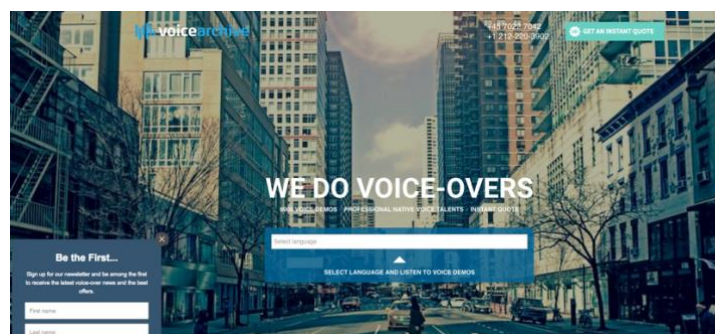 voicearchive
+45 7022 7042
+1 212-220-3902
GET AN INSTANT QUOTE
WE DO VOICE-OVERS
VOICE DEMOS · PROFESSIONAL NATIVE VOICE TALENTS · INSTANT QUOTE
Select language
SELECT LANGUAGE AND LISTEN TO VOICE DEMOS
Be the First...
Sign up for our newsletter and be among the first
to receive the latest voice-over news and the best
offers.
First name
Last name